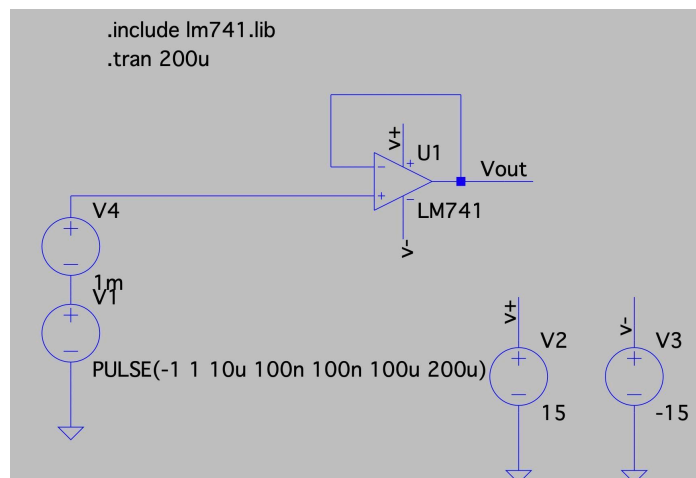 .include lm741.lib
.tran 200u
v+
U1
Vout
LM741
v-
V4
1m
V1
PULSE(-1 1 10u 100n 100n 100u 200u)
v+
V2
15
v-
V3
-15